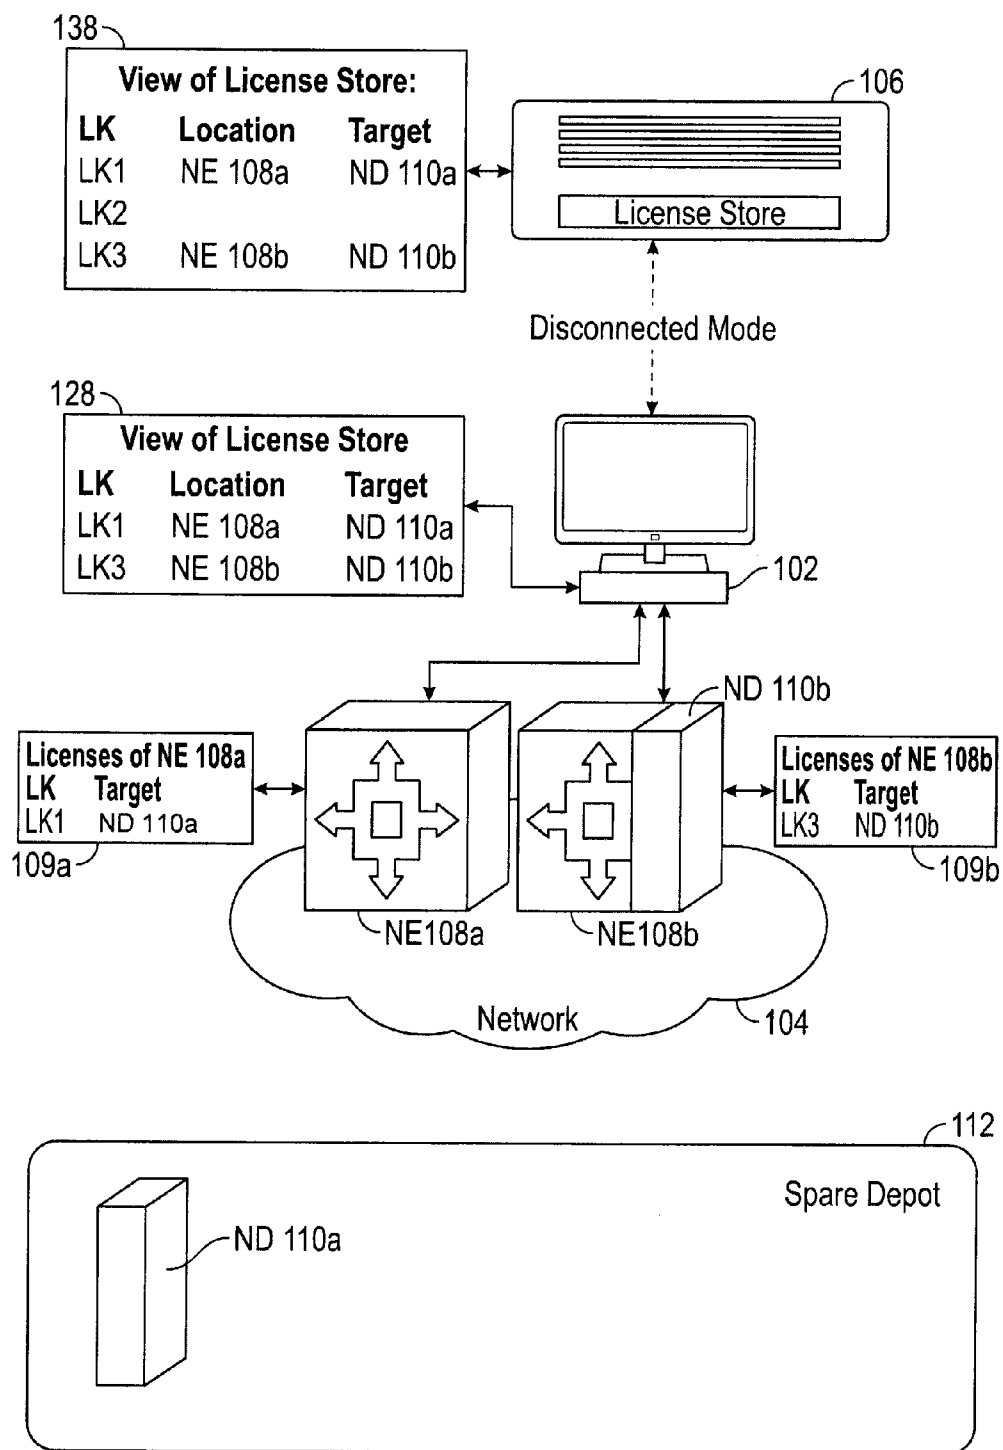 138
View of License Store:
LK Location Target
LK1 NE 108a ND 110a
LK2
LK3 NE 108b ND 110b
106
License Store
Disconnected Mode
128
View of License Store
LK Location Target
LK1 NE 108a ND 110a
LK3 NE 108b ND 110b
102
ND 110b
Licenses of NE 108a
LK Target
LK1 ND 110a
109a
Licenses of NE 108b
LK Target
LK3 ND 110b
109b
NE108a
NE108b
Network
104
112
Spare Depot
ND 110a